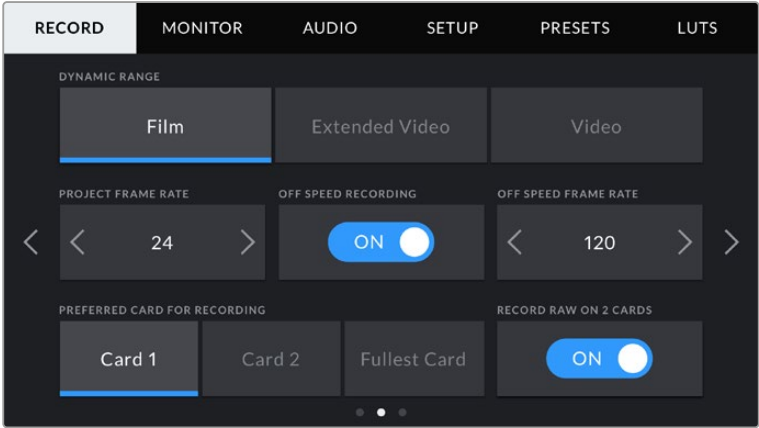 RECORD MONITOR AUDIO SETUP PRESETS LUTS
DYNAMIC RANGE
Film Extended Video Video
PROJECT FRAME RATE OFF SPEED RECORDING OFF SPEED FRAME RATE
24 ON 120
PREFERRED CARD FOR RECORDING RECORD RAW ON 2 CARDS
Card 1 Card 2 Fullest Card ON